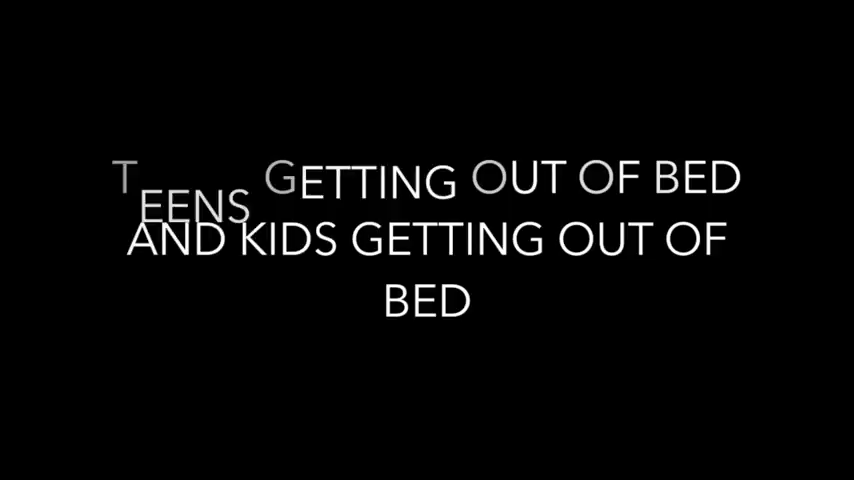 TEENS GETTING OUT OF BED
AND KIDS GETTING OUT OF
BED